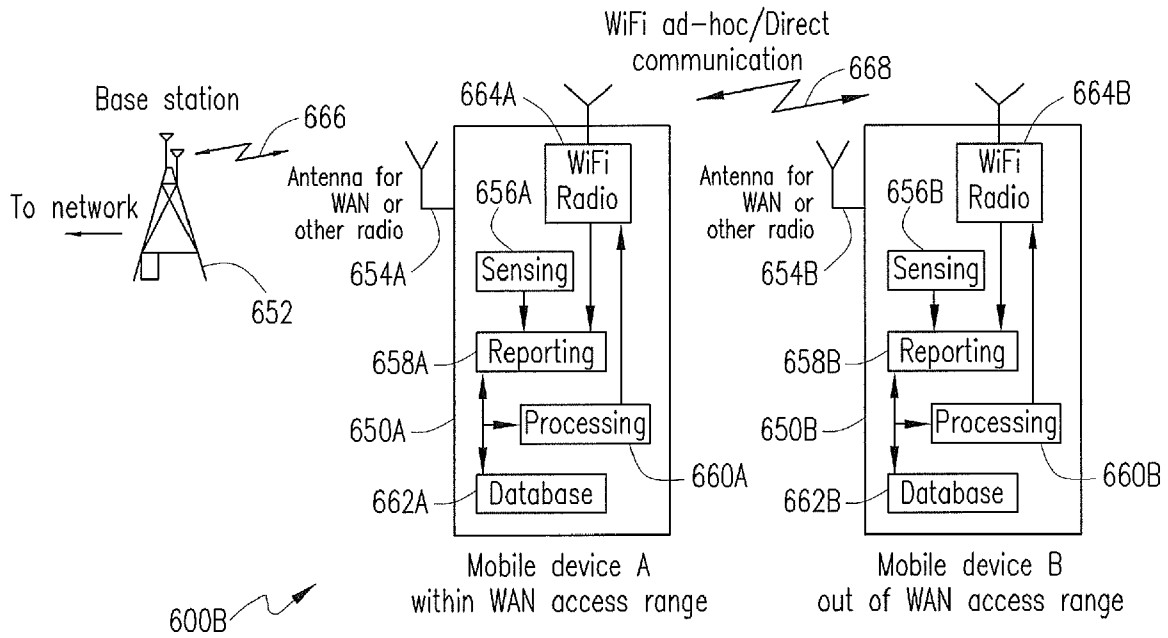 WiFi ad-hoc/Direct
communication
668
Base station
666
To network
652
Antenna for
WAN or
other radio
654A
664A
WiFi
Radio
656A
Sensing
658A
Reporting
650A
Processing
660A
662A
Database
Mobile device A
within WAN access range
Antenna for
WAN or
other radio
654B
664B
WiFi
Radio
656B
Sensing
658B
Reporting
650B
Processing
660B
662B
Database
Mobile device B
out of WAN access range
600B